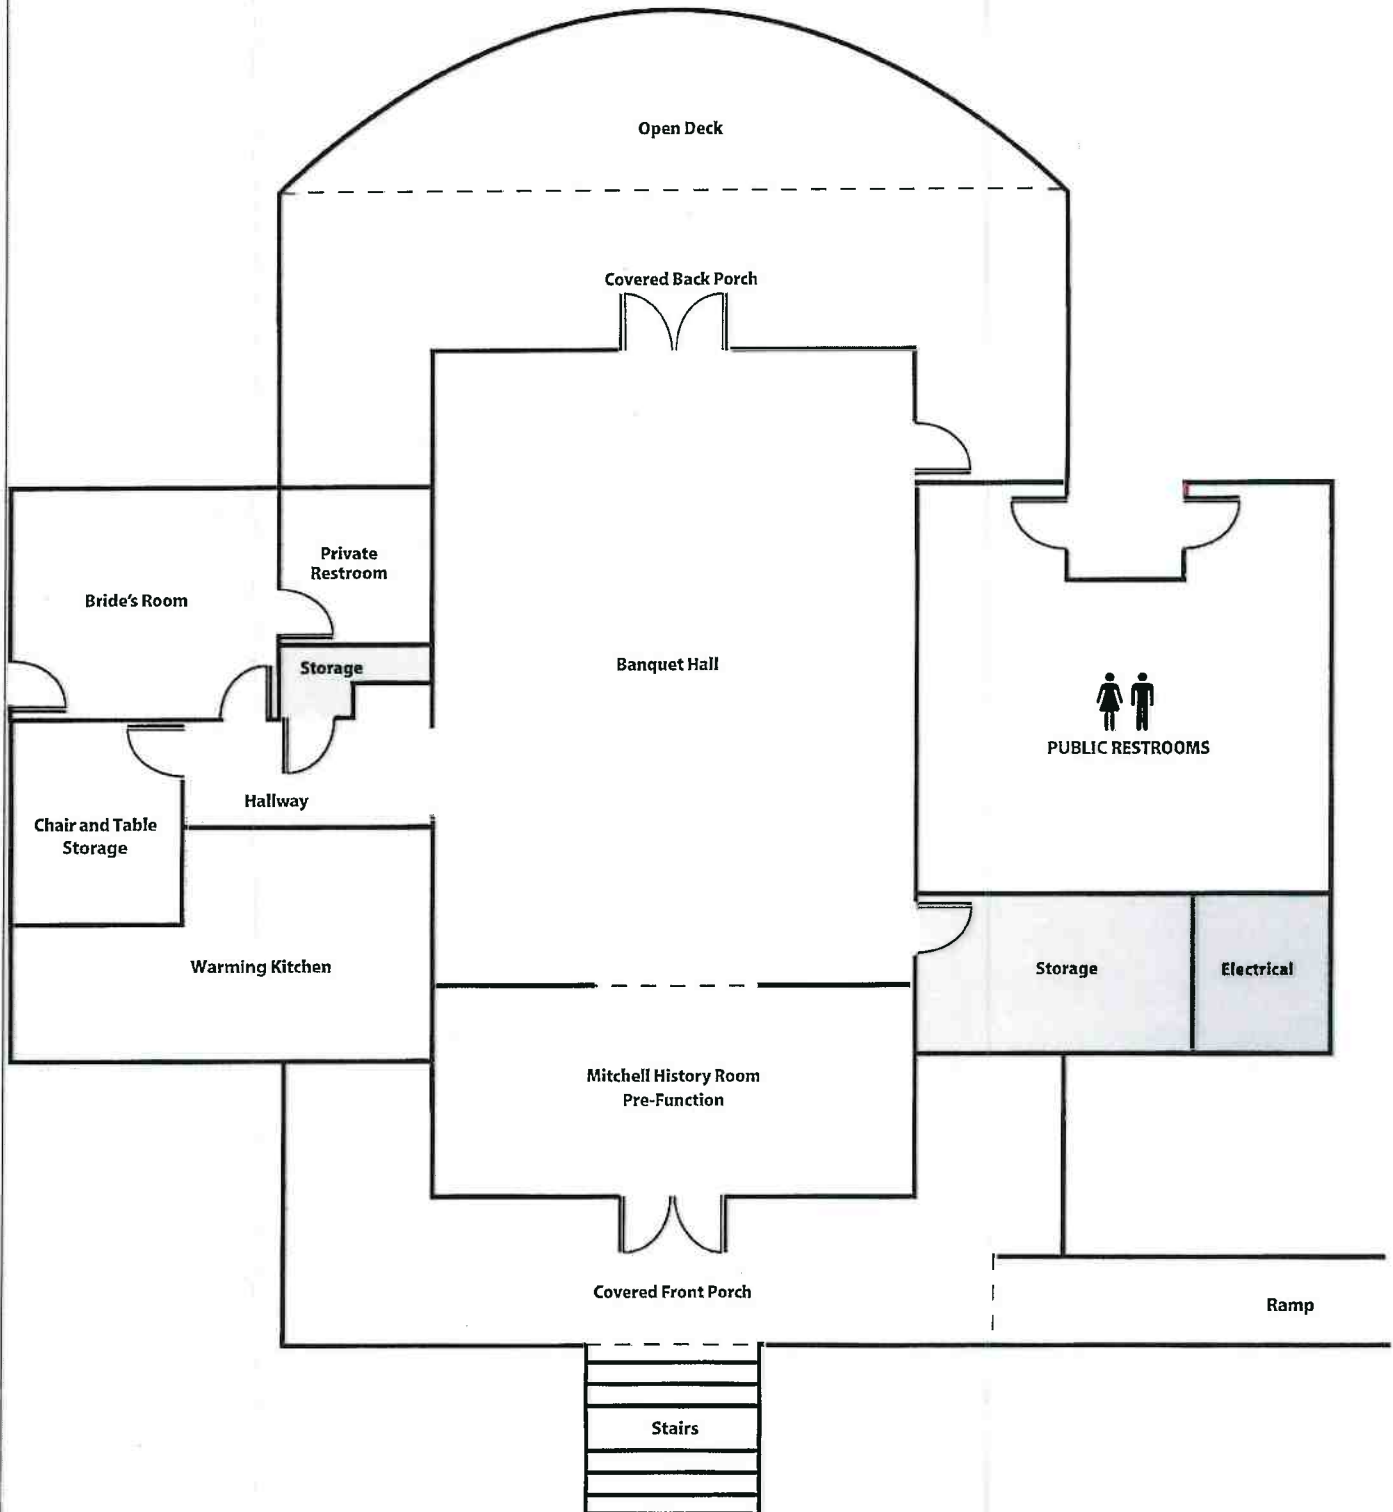 Open Deck
Covered Back Porch
Private
Restroom
Bride's Room
Storage
Banquet Hall
PUBLIC RESTROOMS
Hallway
Chair and Table
Storage
Warming Kitchen
Storage
Electrical
Mitchell History Room
Pre-Function
Covered Front Porch
Ramp
Stairs